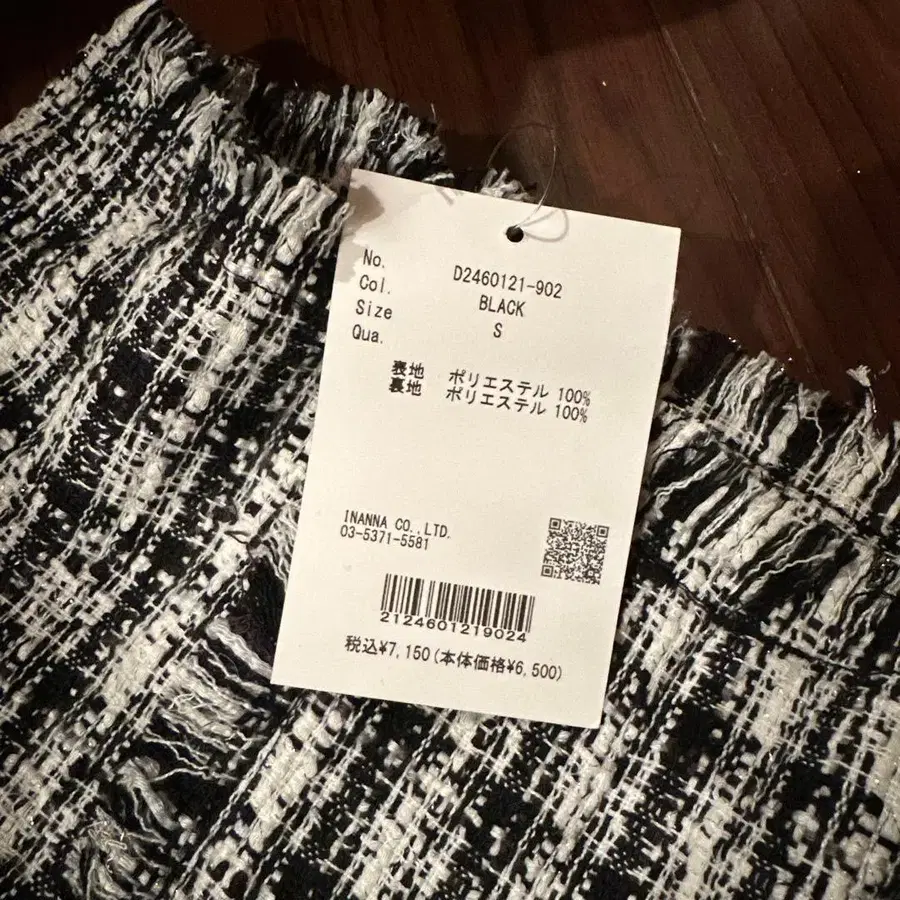 No. D2460121-902
Col. BLACK
Size S
Qua.
表地 ポリエステル 100%
裏地 ポリエステル 100%
INANNA CO.,LTD.
03-5371-5581
2124601219024
税込¥7,150(本体価格¥6,500)